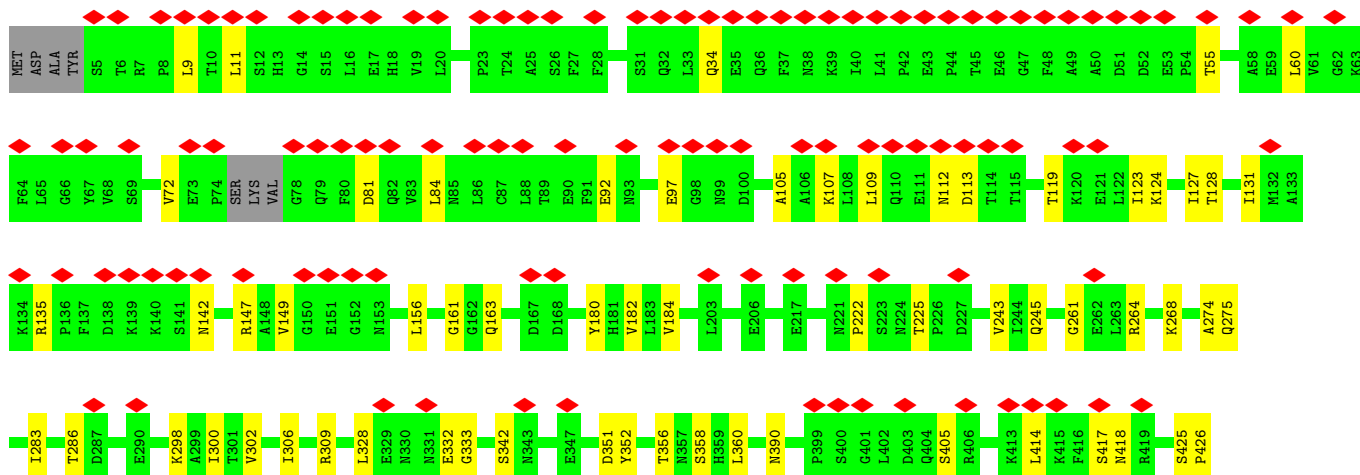 MET ASP ALA TYR S5 T6 R7 P8 L9 T10 L11 S12 H13 G14 S15 L16 E17 H18 V19 L20 P23 T24 A25 S26 F27 F28 S31 Q32 L33 Q34 E35 Q36 F37 N38 K39 I40 L41 P42 E43 P44 T45 E46 G47 F48 A49 A50 D51 D52 E53 P54 T55 A58 E59 L60 V61 G62 K63
F64 L65 G66 Y67 V68 S69 V72 E73 P74 SER LYS VAL G78 Q79 F80 D81 Q82 V83 L84 N85 L86 C87 L88 T89 E90 F91 E92 N93 E97 G98 N99 D100 A105 A106 K107 L108 L109 Q110 E111 N112 D113 T114 T115 T119 K120 E121 L122 I123 K124 I127 T128 I131 M132 A133
K134 R135 P136 F137 D138 K139 K140 S141 N142 R147 A148 V149 G150 E151 G152 N153 L156 G161 G162 Q163 D167 D168 Y180 H181 V182 L183 V184 L203 E206 E217 N221 P222 S223 N224 T225 P226 D227 V243 I244 Q245 G261 E262 L263 R264 K268 A274 Q275
I283 T286 D287 E290 K298 A299 I300 T301 V302 I306 R309 L328 E329 N330 N331 E332 G333 S342 N343 E347 D351 Y352 T356 N357 S358 H359 L360 N390 P399 S400 G401 L402 D403 Q404 S405 R406 K413 L414 K415 F416 S417 N418 R419 S425 P426